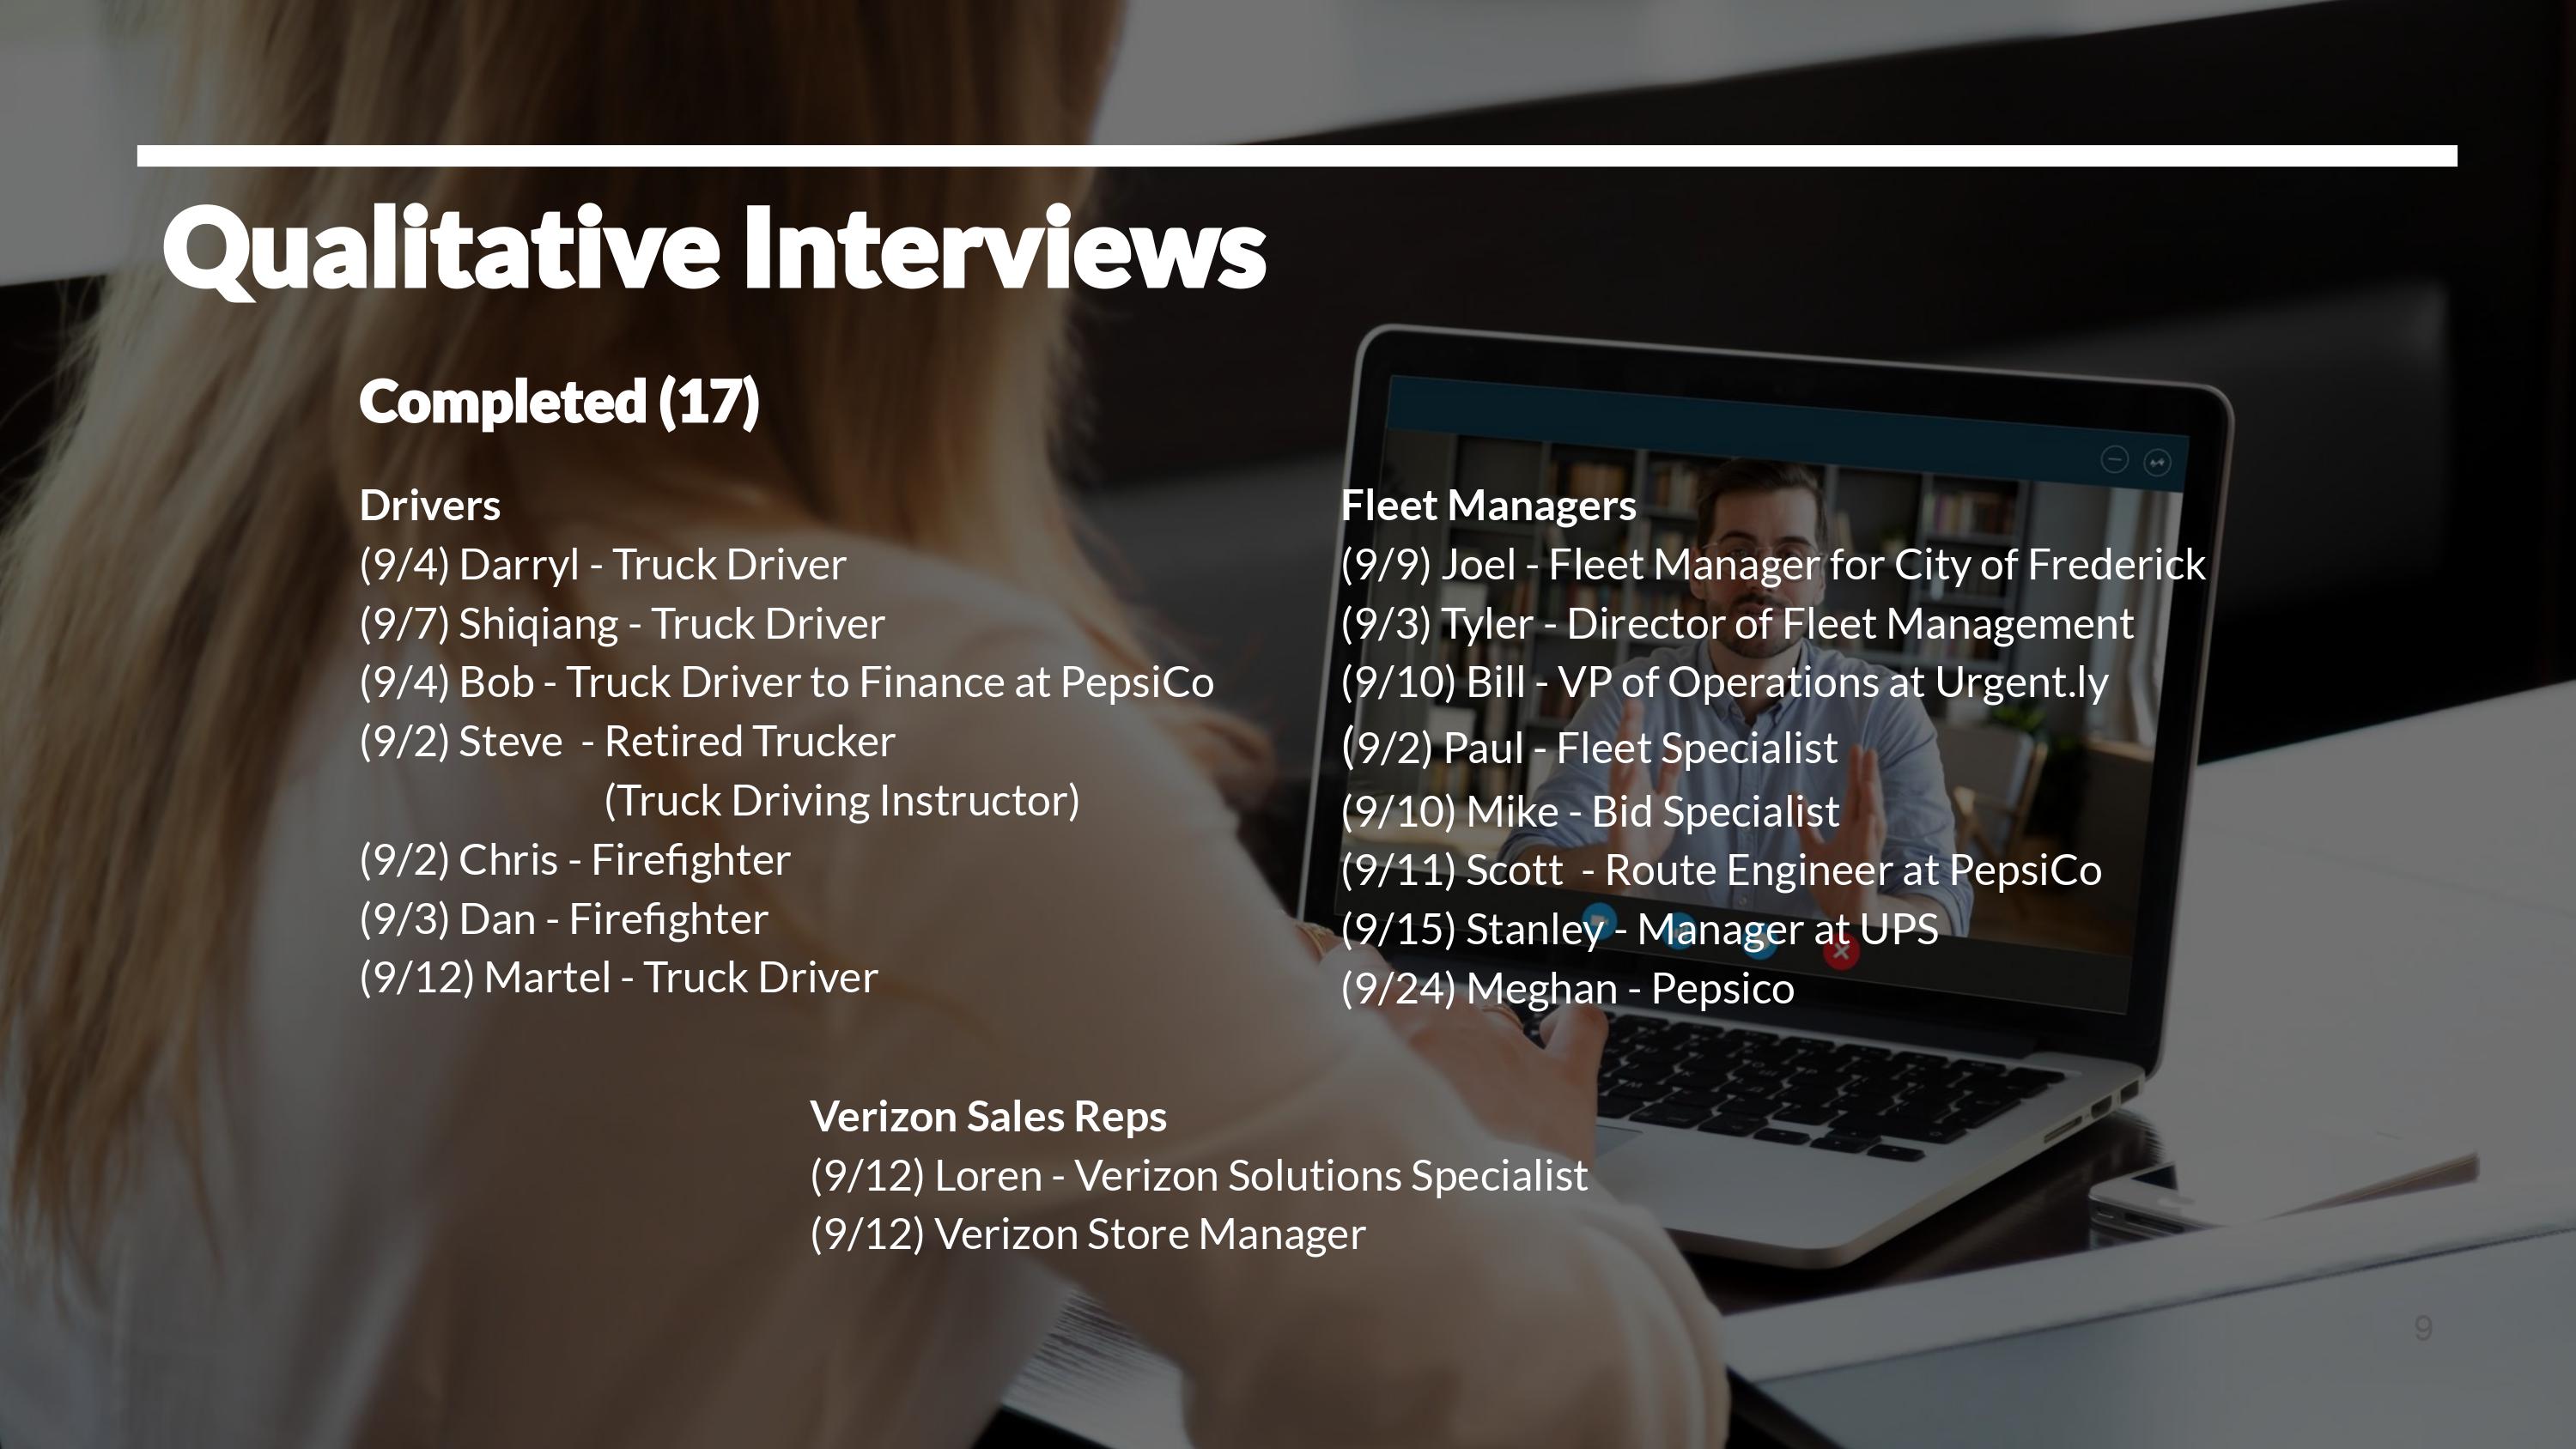 Qualitative Interviews
Completed (17)
Drivers
(9/4) Darryl - Truck Driver
(9/7) Shiqiang - Truck Driver
(9/4) Bob - Truck Driver to Finance at PepsiCo
(9/2) Steve  - Retired Trucker
(Truck Driving Instructor)
(9/2) Chris - Firefighter
(9/3) Dan - Firefighter
(9/12) Martel - Truck Driver
Fleet Managers
(9/9) Joel - Fleet Manager for City of Frederick
(9/3) Tyler - Director of Fleet Management
(9/10) Bill - VP of Operations at Urgent.ly
(9/2) Paul - Fleet Specialist
(9/10) Mike - Bid Specialist
(9/11) Scott  - Route Engineer at PepsiCo
(9/15) Stanley - Manager at UPS
(9/24) Meghan - Pepsico
Verizon Sales Reps
(9/12) Loren - Verizon Solutions Specialist
(9/12) Verizon Store Manager
9